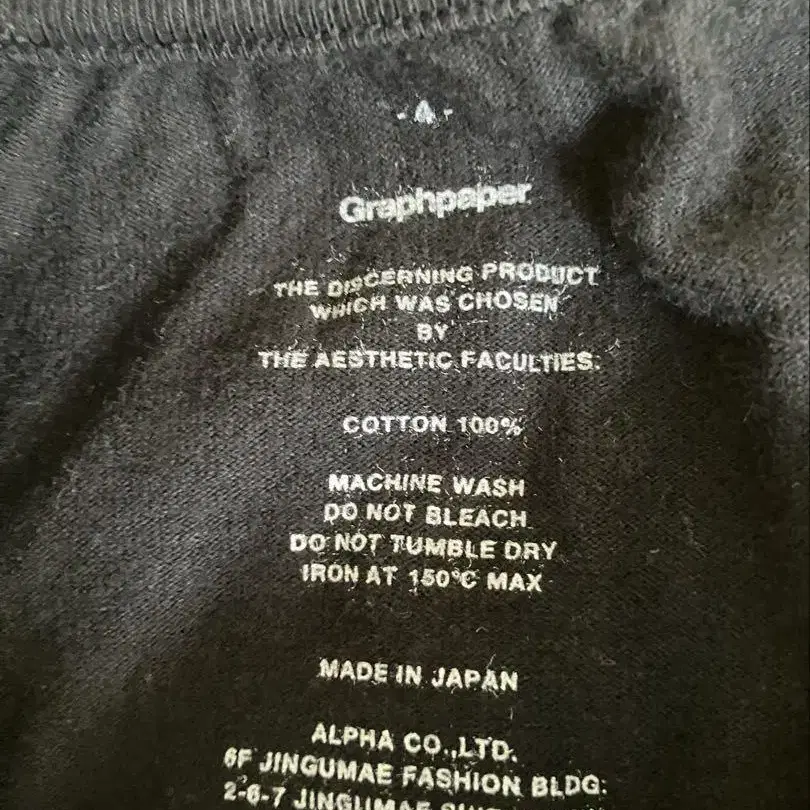 -4-
Graphpaper
THE DISCERNING PRODUCT
WHICH WAS CHOSEN
BY
THE AESTHETIC FACULTIES.
COTTON 100%
MACHINE WASH
DO NOT BLEACH
DO NOT TUMBLE DRY
IRON AT 150℃ MAX
MADE IN JAPAN
ALPHA CO.,LTD.
6F JINGUMAE FASHION BLDG.
2-6-7 JINGUMAE